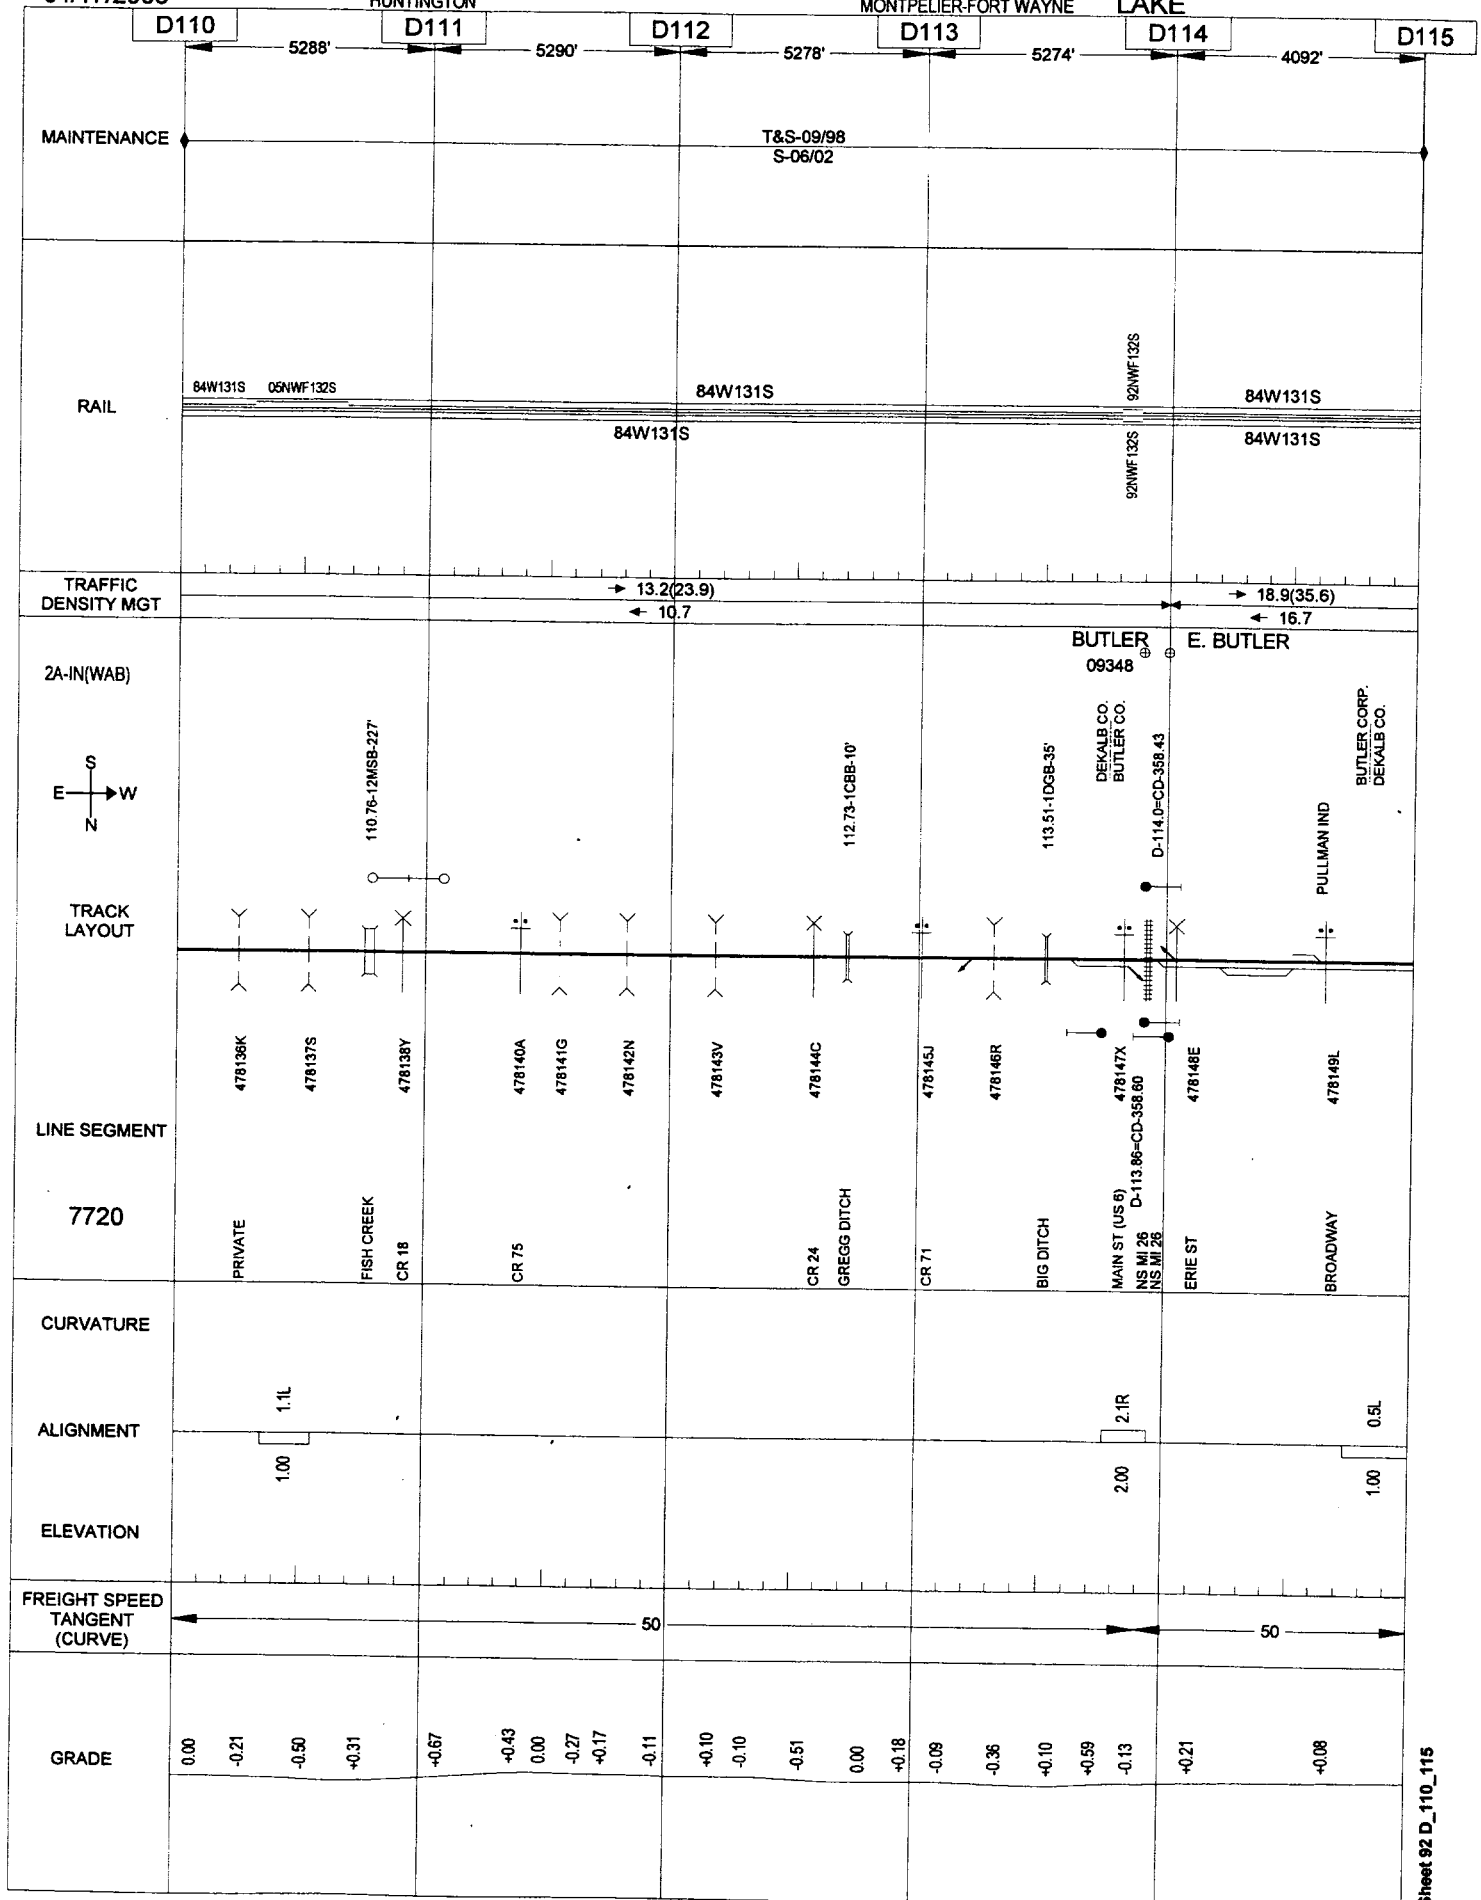 HUNTINGTON
MONTPELIER-FORT WAYNE
LAKE
D110
D111
D112
D113
D114
D115
5288'
5290'
5278'
5274'
4092'
MAINTENANCE
T&S-09/98
S-06/02
RAIL
84W131S
05NWF132S
84W131S
92NWF132S
84W131S
84W131S
92NWF132S
84W131S
TRAFFIC
DENSITY MGT
13.2(23.9)
10.7
18.9(35.6)
16.7
2A-IN(WAB)
BUTLER
09348
E. BUTLER
S
E
W
N
110.76-12MSB-227'
112.73-1CBB-10'
113.51-1DGB-35'
DEKALB CO.
BUTLER CO.
D-114.0=CD-358.43
PULLMAN IND
BUTLER CORP.
DEKALB CO.
TRACK
LAYOUT
478136K
478137S
478138Y
478140A
478141G
478142N
478143V
478144C
478145J
478146R
478147X
D-113.86=CD-358.60
478148E
478149L
LINE SEGMENT
7720
PRIVATE
FISH CREEK
CR 18
CR 75
CR 24
GREGG DITCH
CR 71
BIG DITCH
MAIN ST (US 6)
NS MI 26
NS MI 26
ERIE ST
BROADWAY
CURVATURE
1.1L
2.1R
0.5L
ALIGNMENT
1.00
2.00
1.00
ELEVATION
FREIGHT SPEED
TANGENT
(CURVE)
50
50
GRADE
0.00
-0.21
-0.50
+0.31
+0.67
+0.43
0.00
-0.27
+0.17
-0.11
+0.10
-0.10
-0.51
0.00
+0.18
-0.09
-0.36
+0.10
+0.59
-0.13
+0.21
+0.08
Sheet 92 D_110_115